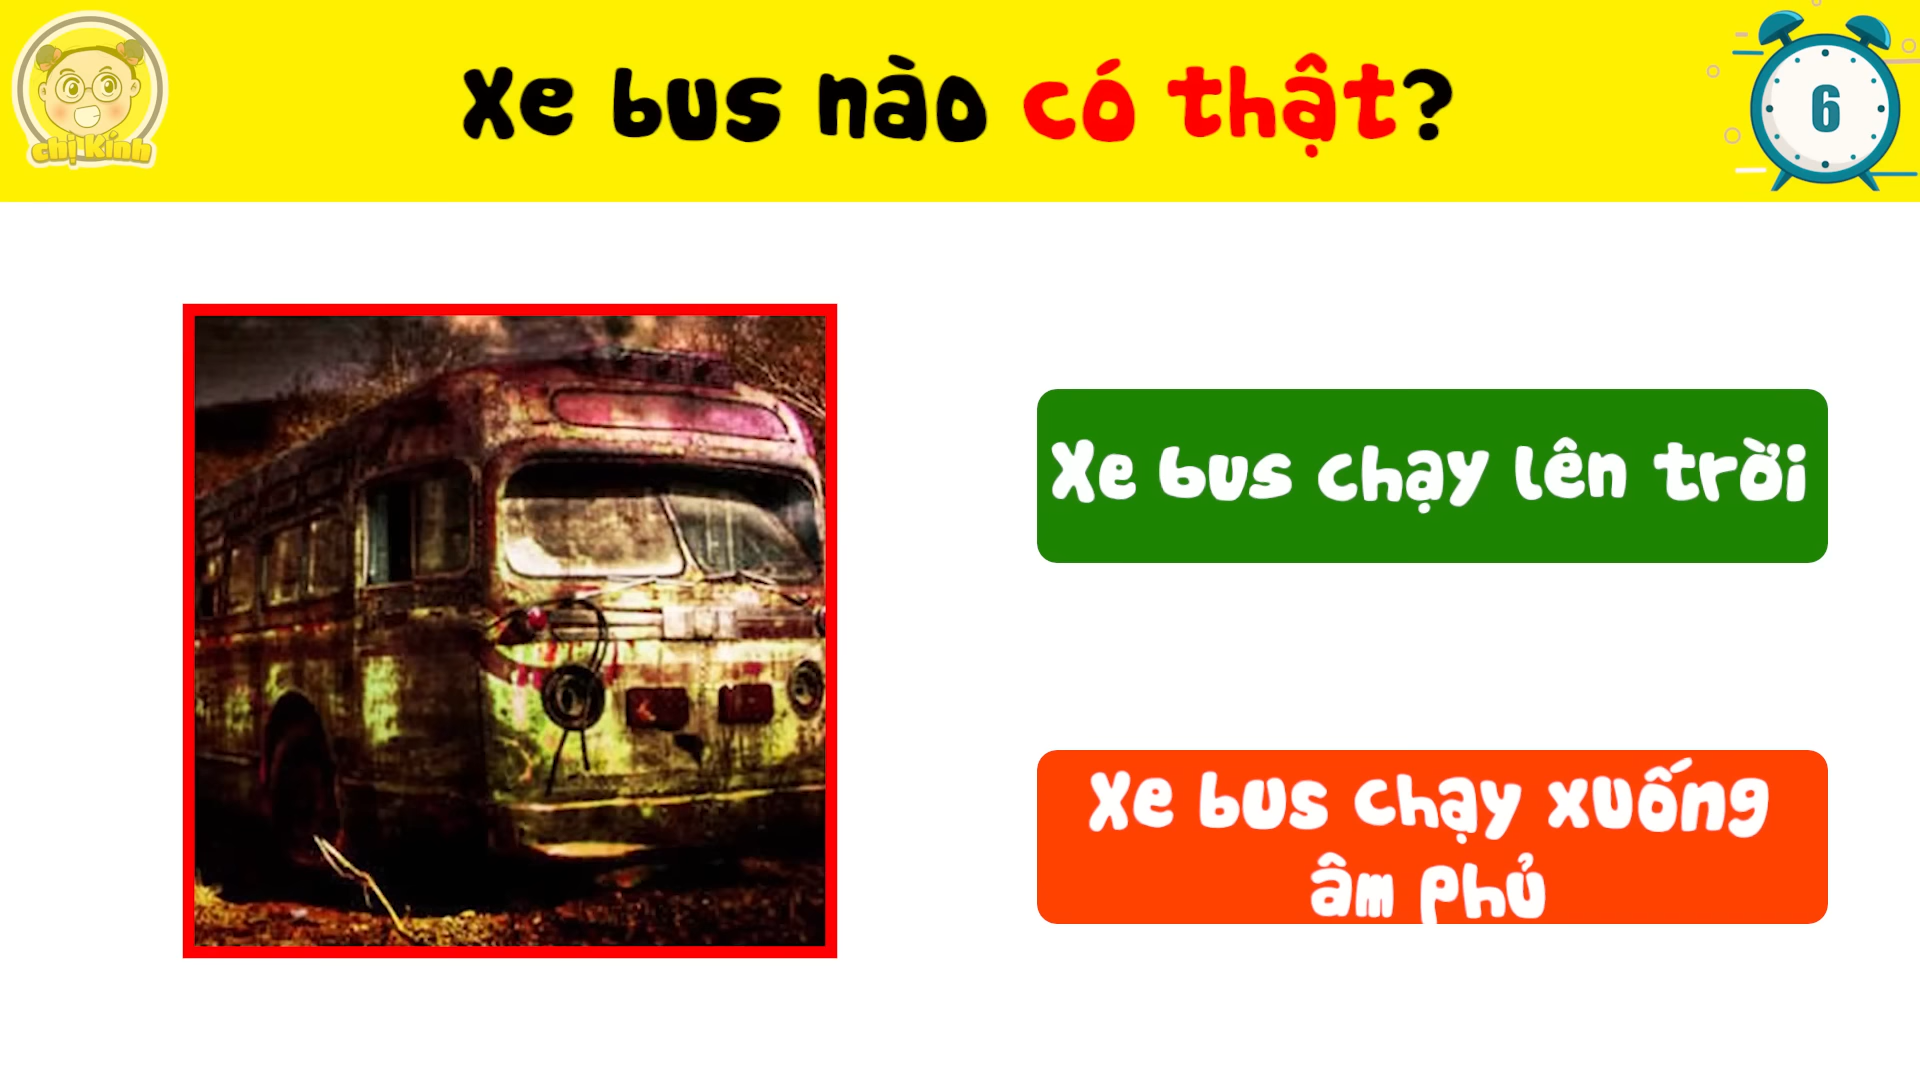 Xe bus nào có thật?
6
chị Kính
Xe bus chạy lên trời
Xe bus chạy xuống
âm phủ